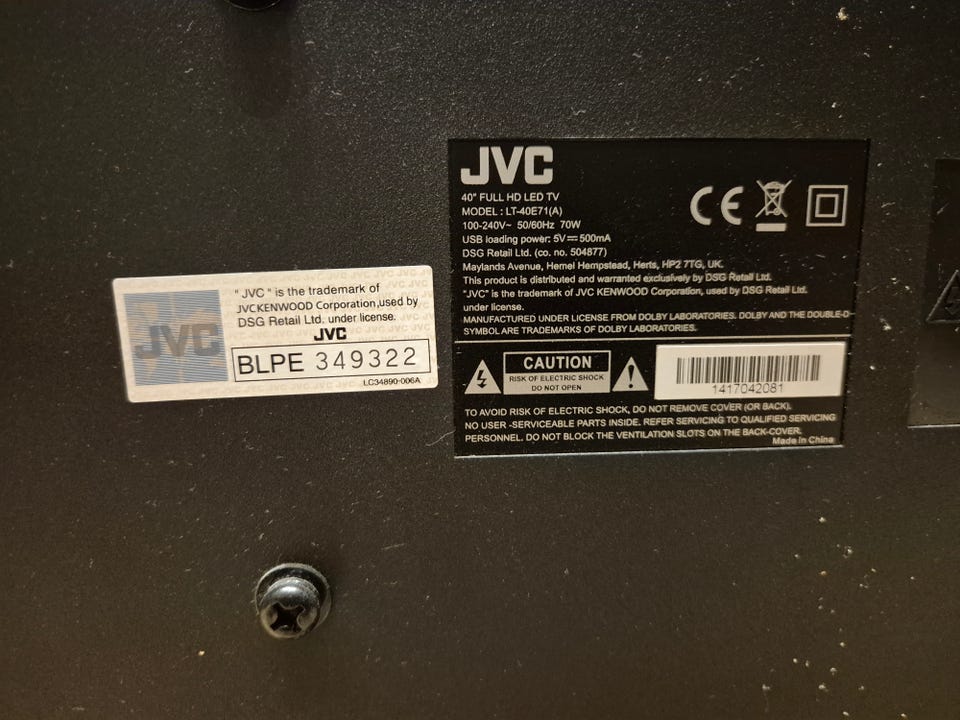 "JVC" is the trademark of
JVCKENWOOD Corporation,used by
DSG Retail Ltd. under license.
JVC
JVC
BLPE 349322
LC34890-006A
JVC
40" FULL HD LED TV
MODEL : LT-40E71(A)
100-240V~ 50/60Hz 70W
USB loading power: 5V⎓500mA
DSG Retail Ltd. (co. no. 504877)
Maylands Avenue, Hemel Hempstead, Herts, HP2 7TG, UK.
This product is distributed and warranted exclusively by DSG Retail Ltd.
"JVC" is the trademark of JVC KENWOOD Corporation, used by DSG Retail Ltd.
under license.
MANUFACTURED UNDER LICENSE FROM DOLBY LABORATORIES. DOLBY AND THE DOUBLE-D
SYMBOL ARE TRADEMARKS OF DOLBY LABORATORIES.
CE
CAUTION
RISK OF ELECTRIC SHOCK
DO NOT OPEN
1417042081
TO AVOID RISK OF ELECTRIC SHOCK, DO NOT REMOVE COVER (OR BACK).
NO USER -SERVICEABLE PARTS INSIDE. REFER SERVICING TO QUALIFIED SERVICING
PERSONNEL. DO NOT BLOCK THE VENTILATION SLOTS ON THE BACK-COVER.
Made in China